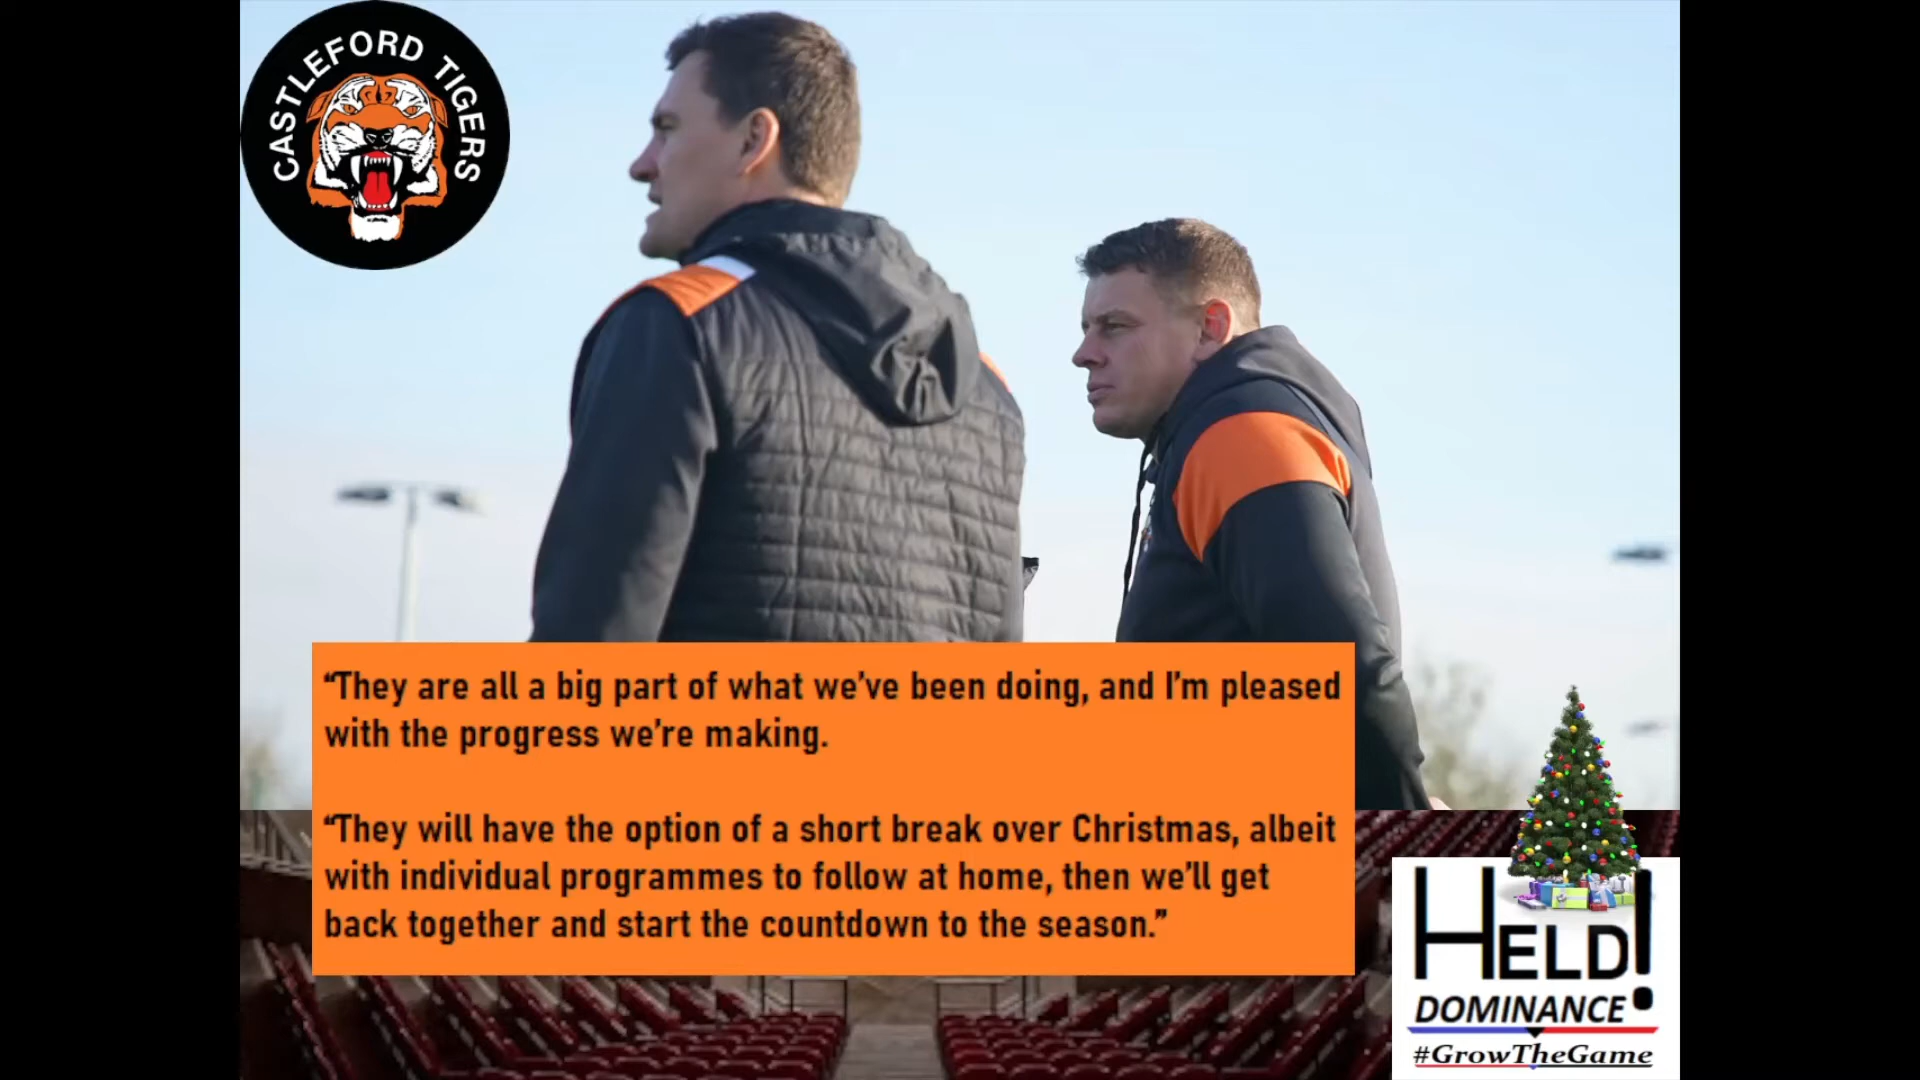 CASTLEFORD TIGERS
“They are all a big part of what we’ve been doing, and I’m pleased
with the progress we’re making.
“They will have the option of a short break over Christmas, albeit
with individual programmes to follow at home, then we’ll get
back together and start the countdown to the season.”
HELD!
DOMINANCE
#GrowTheGame